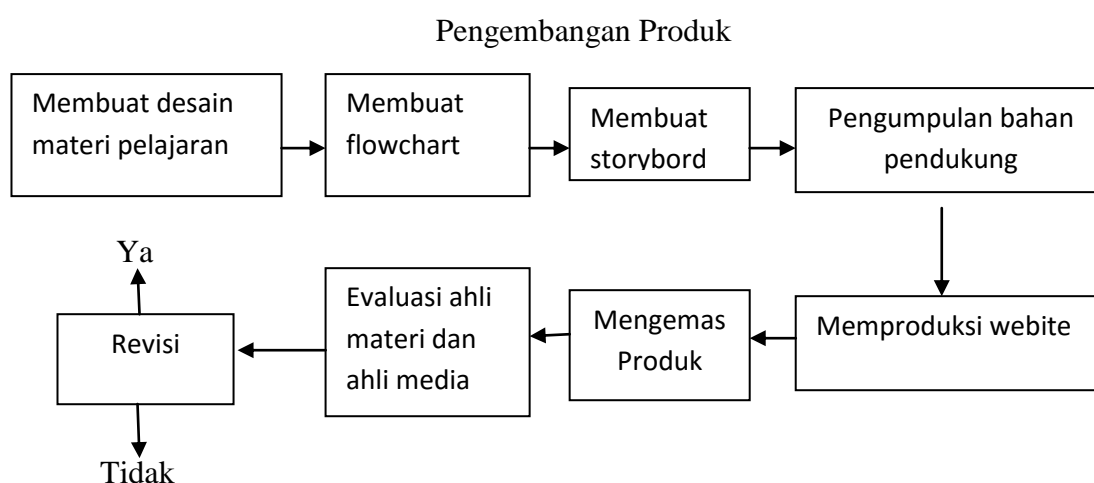 Pengembangan Produk
Membuat desain
materi pelajaran
Membuat
flowchart
Membuat
storybord
Pengumpulan bahan
pendukung
Memproduksi webite
Mengemas
Produk
Evaluasi ahli
materi dan
ahli media
Ya
Revisi
Tidak